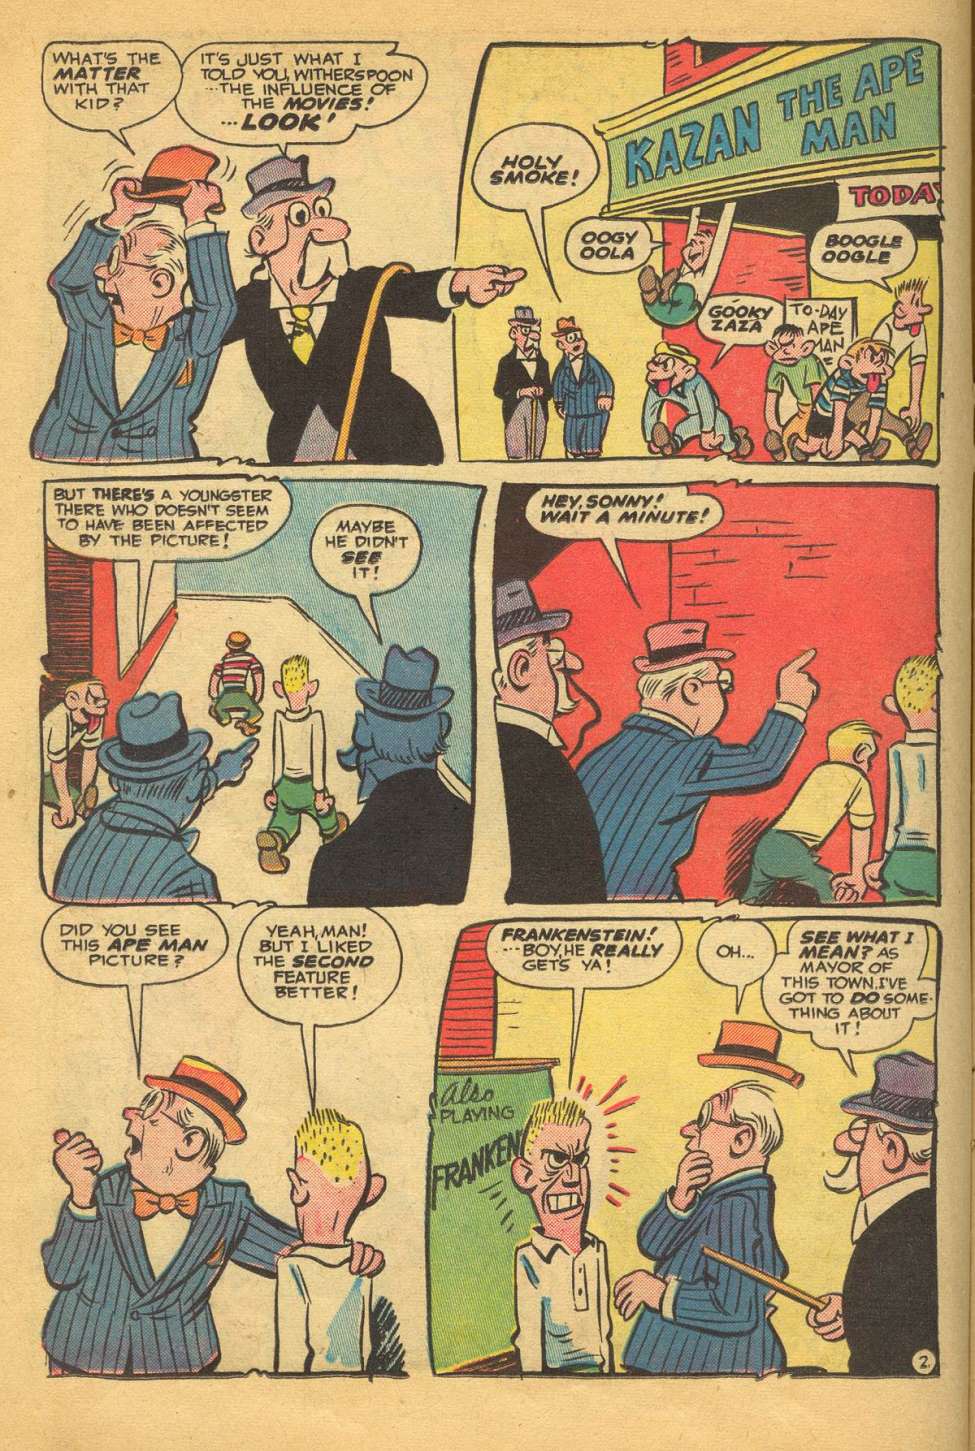 WHAT'S THE
MATTER
WITH THAT
KID?
IT'S JUST WHAT I
TOLD YOU, WITHERSPOON
...THE INFLUENCE OF
THE MOVIES!
...LOOK!
HOLY
SMOKE!
KAZAN THE APE
MAN
TODAY
OOGY
OOLA
BOOGLE
OOGLE
GOOKY
ZAZA
TO-DAY
APE
MAN
BUT THERE'S A YOUNGSTER
THERE WHO DOESN'T SEEM
TO HAVE BEEN AFFECTED
BY THE PICTURE!
MAYBE
HE DIDN'T
SEE
IT!
HEY, SONNY!
WAIT A MINUTE!
DID YOU SEE
THIS APE MAN
PICTURE?
YEAH, MAN!
BUT I LIKED
THE SECOND
FEATURE
BETTER!
FRANKENSTEIN!
...BOY, HE REALLY
GETS YA!
OH...
SEE WHAT I
MEAN? AS
MAYOR OF
THIS TOWN, I'VE
GOT TO DO SOME-
THING ABOUT
IT!
Also
PLAYING
FRANKEN
2